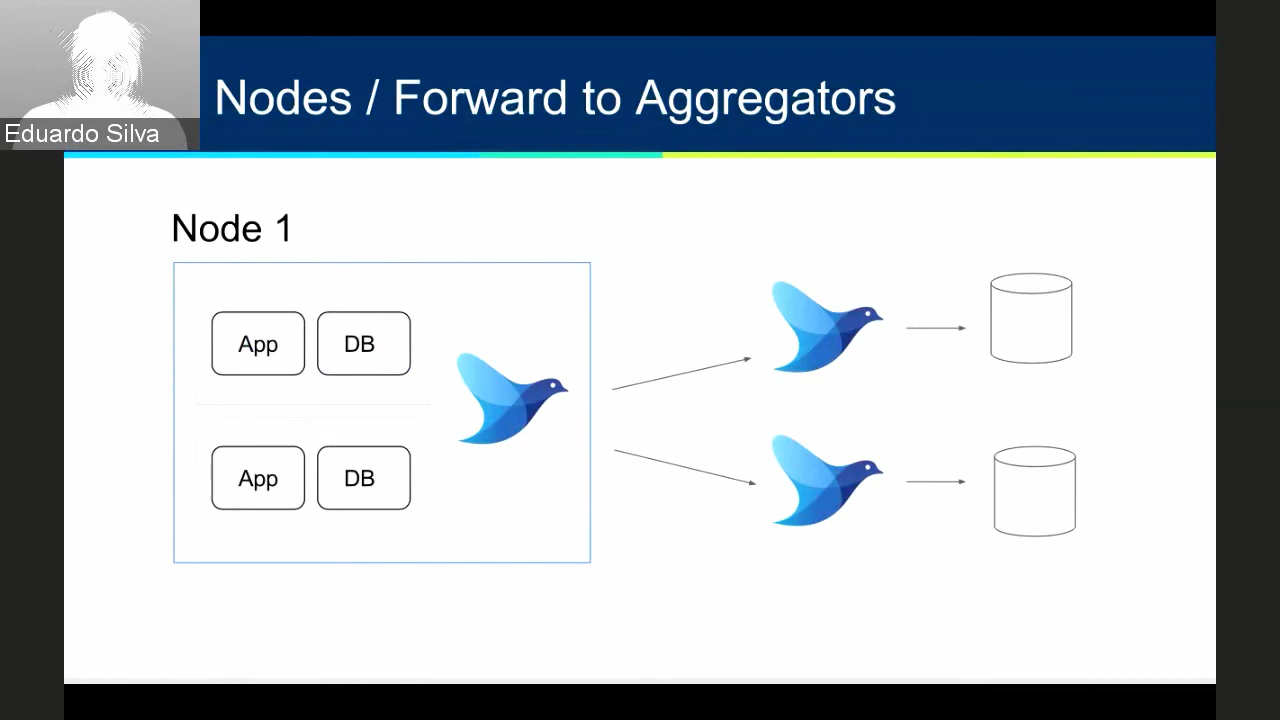 Eduardo Silva
Nodes / Forward to Aggregators
Node 1
App DB
App DB